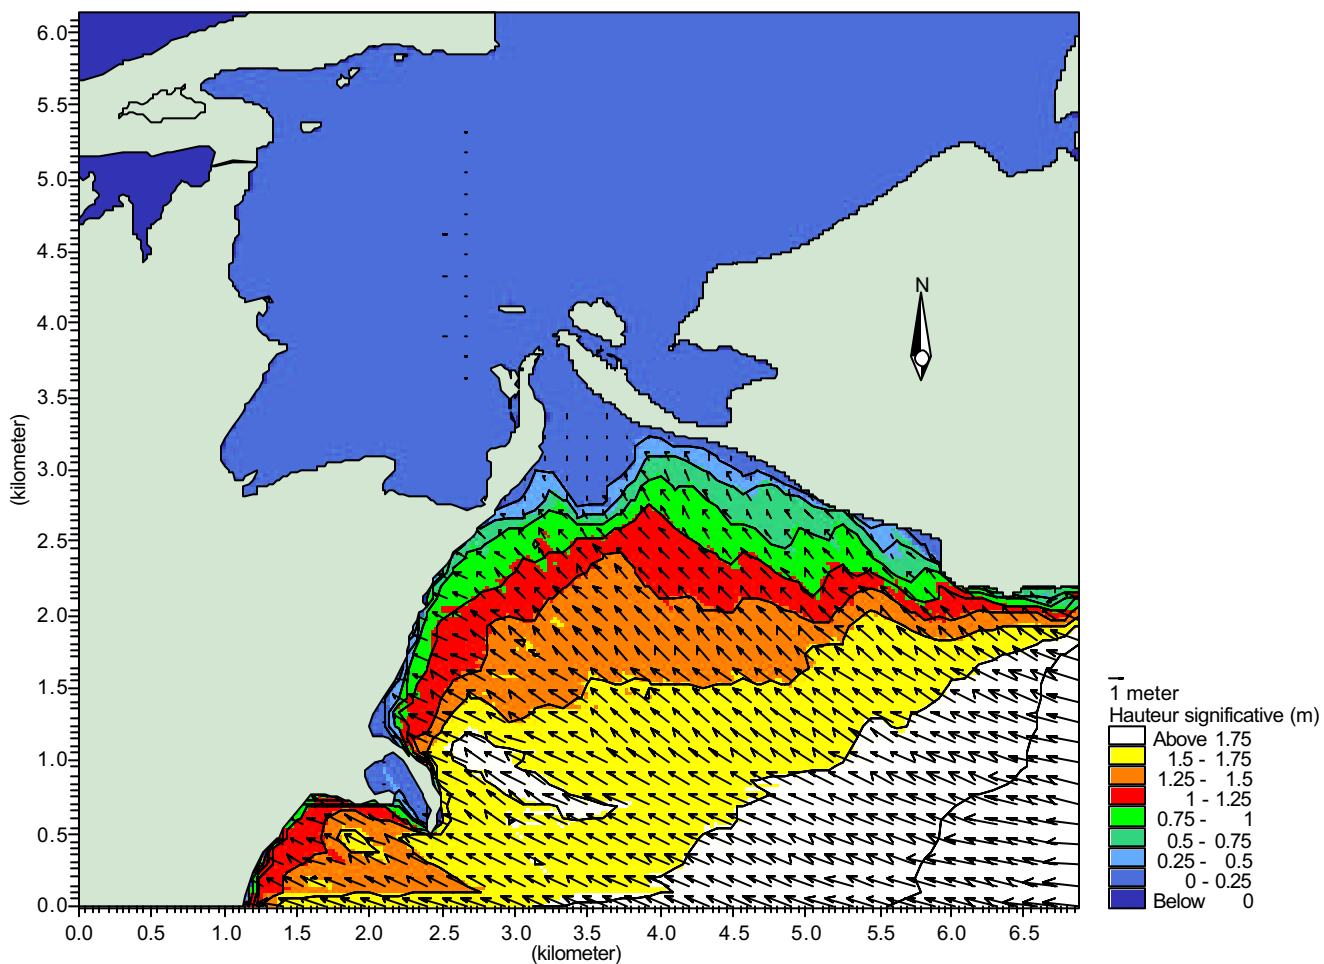 6.0
5.5
5.0
4.5
4.0
3.5
3.0
2.5
2.0
1.5
1.0
0.5
0.0
(kilometer)
N
0.0 0.5 1.0 1.5 2.0 2.5 3.0 3.5 4.0 4.5 5.0 5.5 6.0 6.5
(kilometer)
1 meter
Hauteur significative (m)
Above 1.75
1.5 - 1.75
1.25 - 1.5
1 - 1.25
0.75 - 1
0.5 - 0.75
0.25 - 0.5
0 - 0.25
Below 0